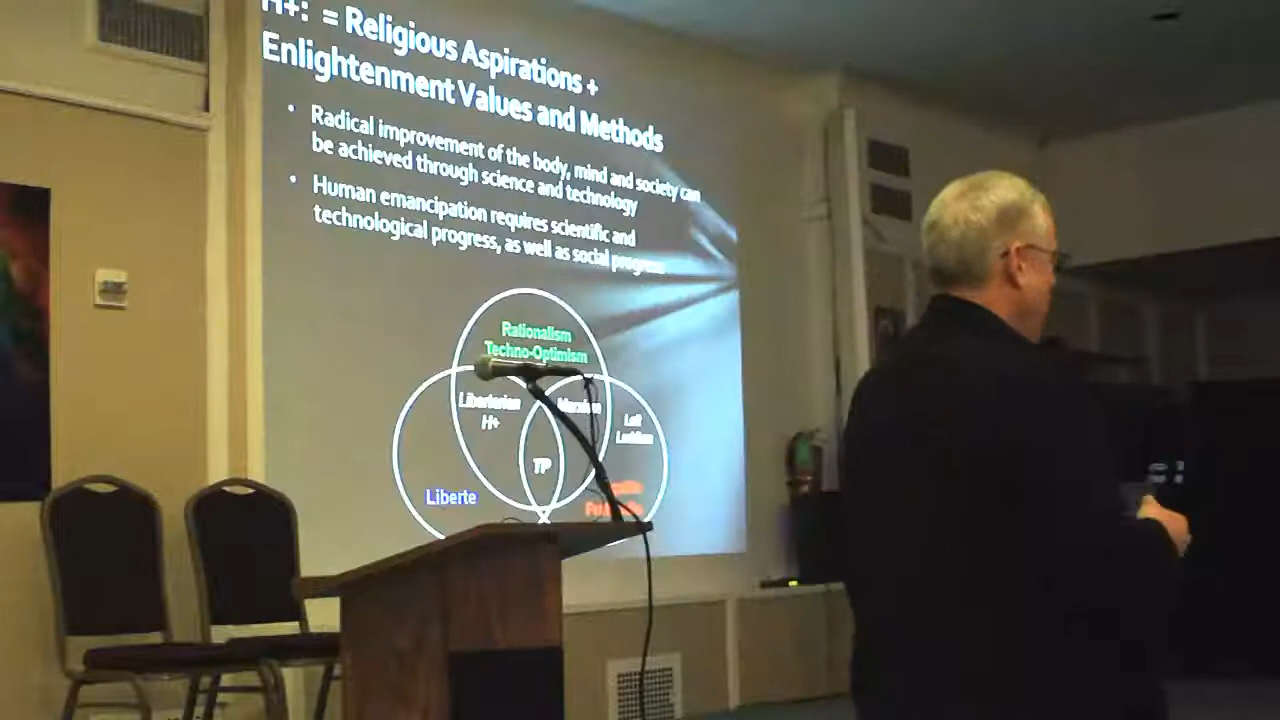 H+: = Religious Aspirations +
Enlightenment Values and Methods
• Radical improvement of the body, mind and society can
be achieved through science and technology
• Human emancipation requires scientific and
technological progress, as well as social progress
Rationalism
Techno-Optimism
Libertarian
H+
Marxism
Left
Luddism
TP
Liberte